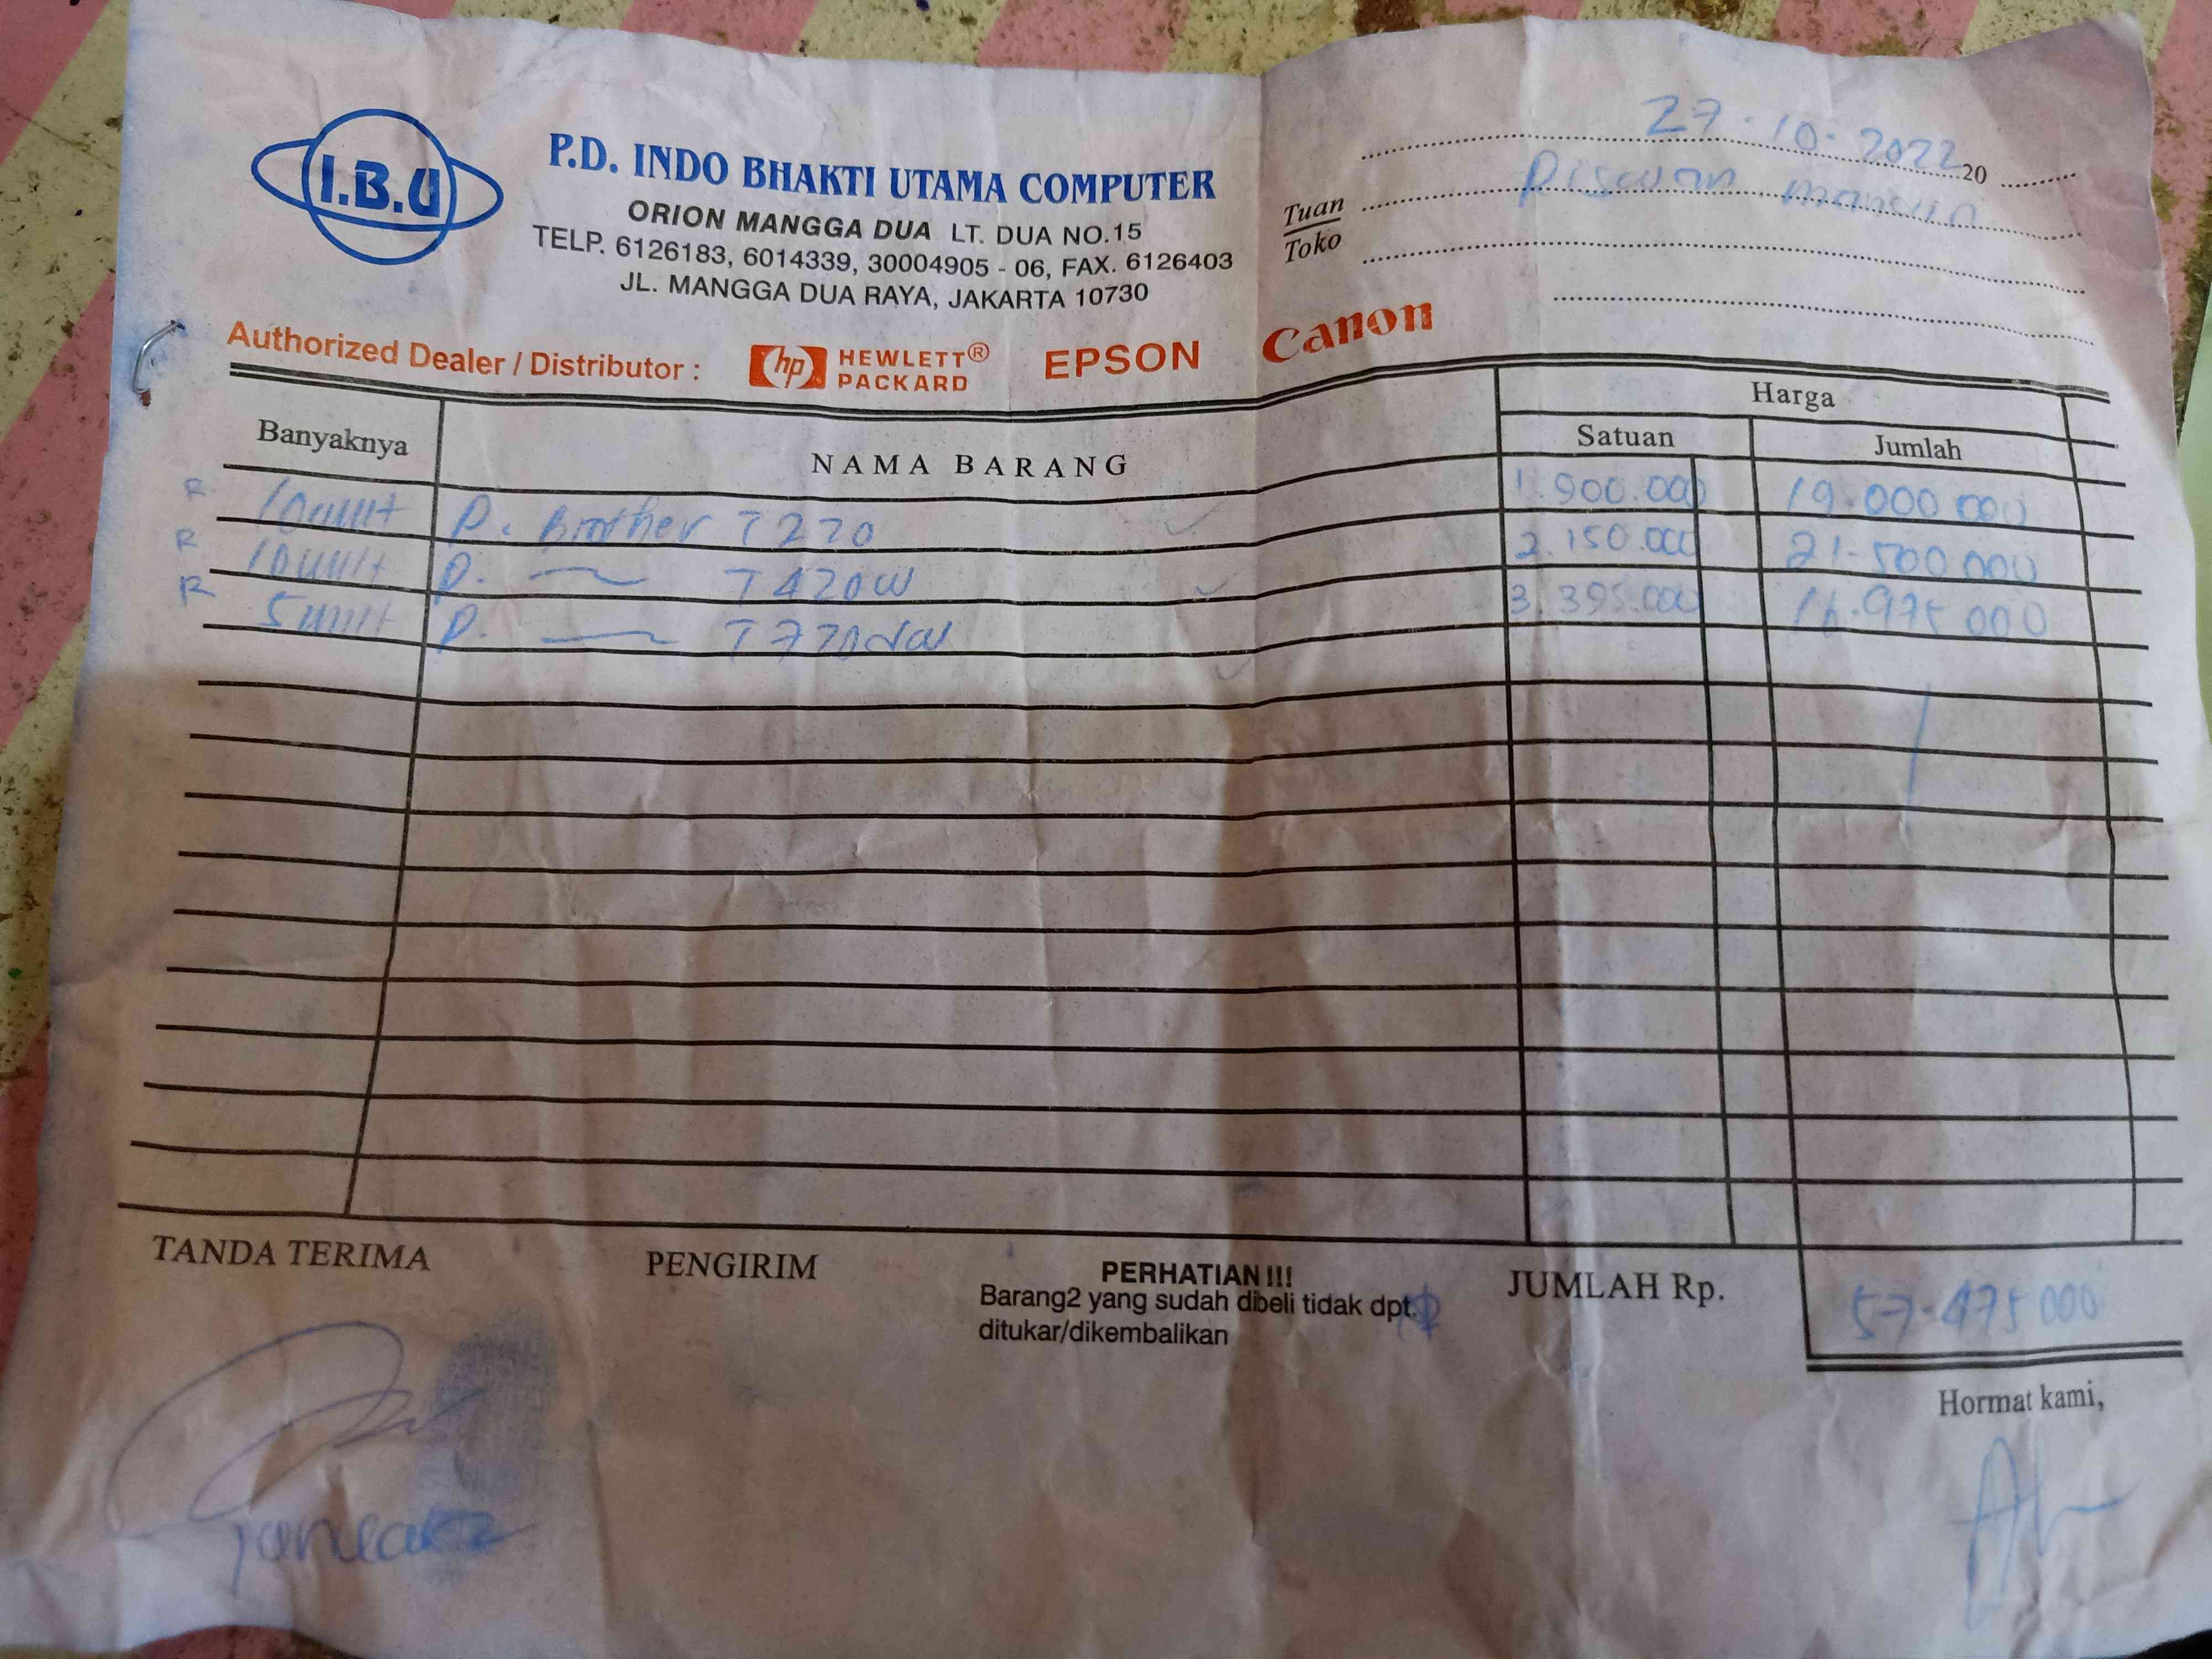 I.B.U
P.D. INDO BHAKTI UTAMA COMPUTER
ORION MANGGA DUA LT. DUA NO.15
TELP. 6126183, 6014339, 30004905 - 06, FAX. 6126403
JL. MANGGA DUA RAYA, JAKARTA 10730
27-10-2022 20
Tuan
Toko
Authorized Dealer / Distributor : hp HEWLETT® PACKARD EPSON Canon
Banyaknya NAMA BARANG Harga
Satuan Jumlah
R 10 unit P. Brother T220 1.900.000 19.000 000
R 10 unit P. T420W 2.150.000 21.500 000
R 5 unit P. T720DW 3.395.000 16.975 000
TANDA TERIMA PENGIRIM PERHATIAN !!! JUMLAH Rp. 57.475 000
Barang2 yang sudah dibeli tidak dpt.
ditukar/dikembalikan
Hormat kami,